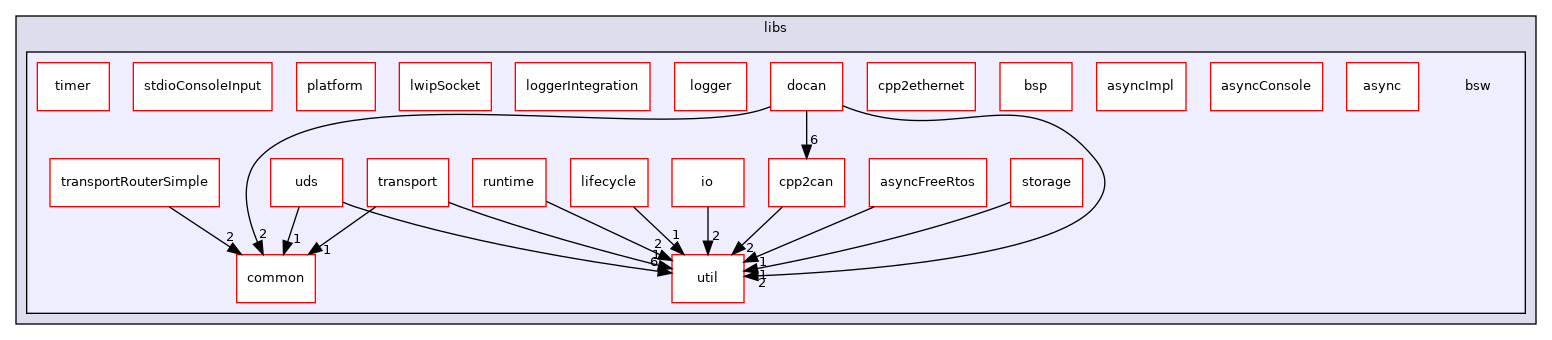 libs
timer
stdioConsoleInput
platform
lwipSocket
loggerIntegration
logger
docan
cpp2ethernet
bsp
asyncImpl
asyncConsole
async
bsw
6
transportRouterSimple
uds
transport
runtime
lifecycle
io
cpp2can
asyncFreeRtos
storage
2
2
1
1
6
1
2
1
2
2
1
1
2
common
util